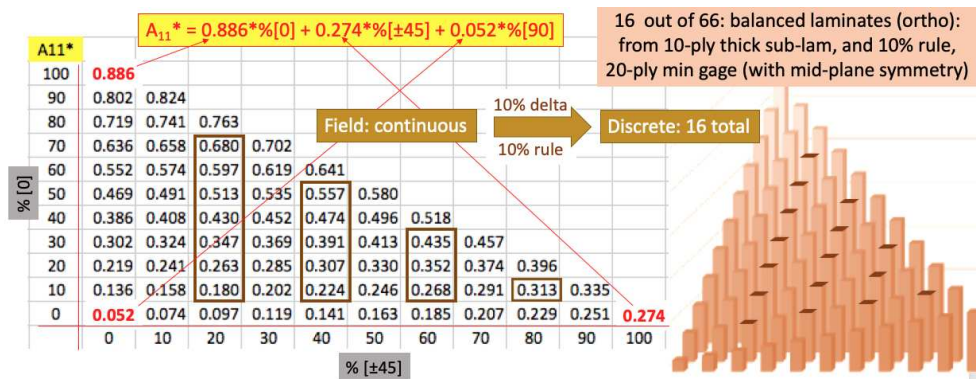 A11* = 0.886*%[0] + 0.274*%[±45] + 0.052*%[90]
16 out of 66: balanced laminates (ortho):
from 10-ply thick sub-lam, and 10% rule,
20-ply min gage (with mid-plane symmetry)
A11*
100 0.886
90 0.802 0.824
80 0.719 0.741 0.763
70 0.636 0.658 0.680 0.702
60 0.552 0.574 0.597 0.619 0.641
50 0.469 0.491 0.513 0.535 0.557 0.580
40 0.386 0.408 0.430 0.452 0.474 0.496 0.518
30 0.302 0.324 0.347 0.369 0.391 0.413 0.435 0.457
20 0.219 0.241 0.263 0.285 0.307 0.330 0.352 0.374 0.396
10 0.136 0.158 0.180 0.202 0.224 0.246 0.268 0.291 0.313 0.335
0 0.052 0.074 0.097 0.119 0.141 0.163 0.185 0.207 0.229 0.251 0.274
0 10 20 30 40 50 60 70 80 90 100
% [0]
% [±45]
Field: continuous
10% delta
10% rule
Discrete: 16 total